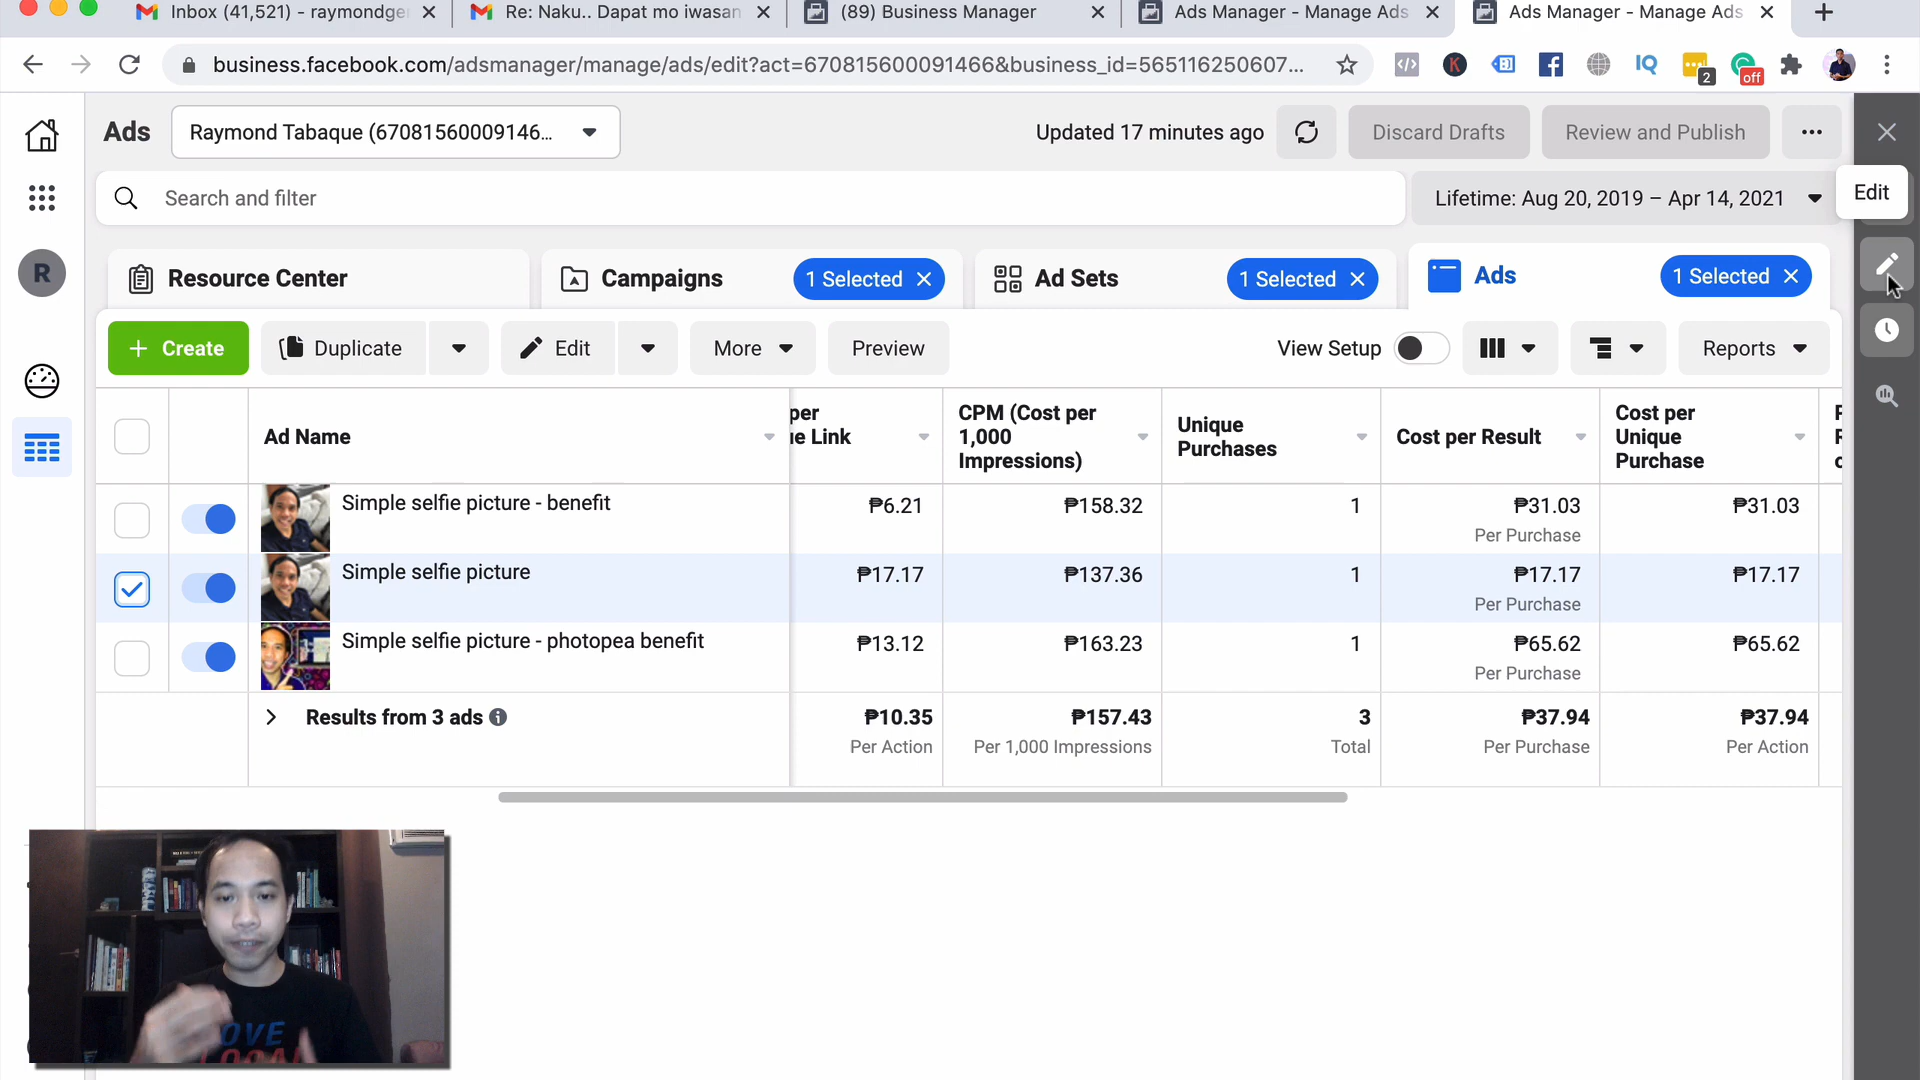 Inbox (41,521) - raymondge
Re: Naku.. Dapat mo iwasan
(89) Business Manager
Ads Manager - Manage Ads
Ads Manager - Manage Ads
business.facebook.com/adsmanager/manage/ads/edit?act=670815600091466&business_id=565116250607...
IQ
2
off
Ads
Raymond Tabaque (67081560009146...
Updated 17 minutes ago
Discard Drafts
Review and Publish
Search and filter
Lifetime: Aug 20, 2019 – Apr 14, 2021
Edit
R
Resource Center
Campaigns
1 Selected
Ad Sets
1 Selected
Ads
1 Selected
+ Create
Duplicate
Edit
More
Preview
View Setup
Reports
Ad Name
per
ue Link
CPM (Cost per
1,000
Impressions)
Unique
Purchases
Cost per Result
Cost per
Unique
Purchase
Simple selfie picture - benefit
₱6.21
₱158.32
1
₱31.03
Per Purchase
₱31.03
Simple selfie picture
₱17.17
₱137.36
1
₱17.17
Per Purchase
₱17.17
Simple selfie picture - photopea benefit
₱13.12
₱163.23
1
₱65.62
Per Purchase
₱65.62
Results from 3 ads
₱10.35
Per Action
₱157.43
Per 1,000 Impressions
3
Total
₱37.94
Per Purchase
₱37.94
Per Action
OVE
LOCAL